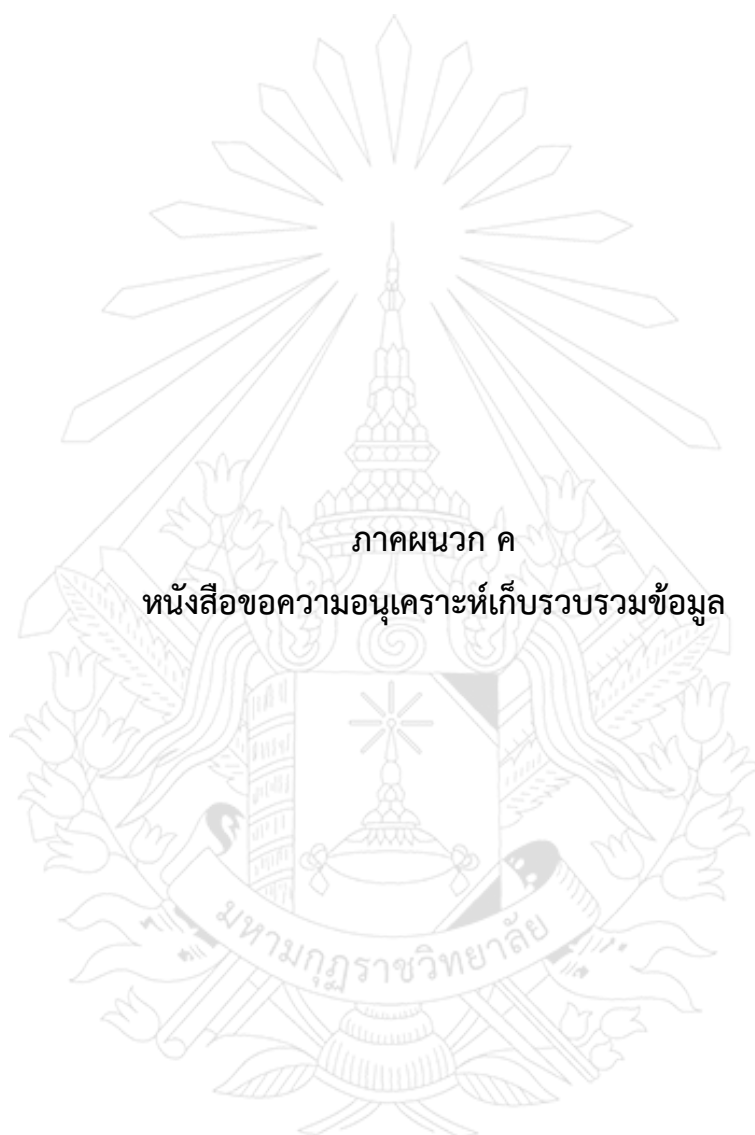 ภาคผนวก ค
หนังสือขอความอนุเคราะห์เก็บรวบรวมข้อมูล
มหามกุฏราชวิทยาลัย